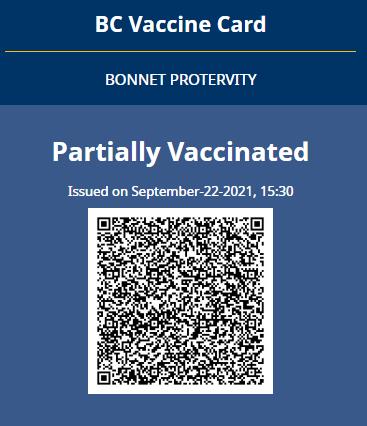 BC Vaccine Card
BONNET PROTERVITY
Partially Vaccinated
Issued on September-22-2021, 15:30